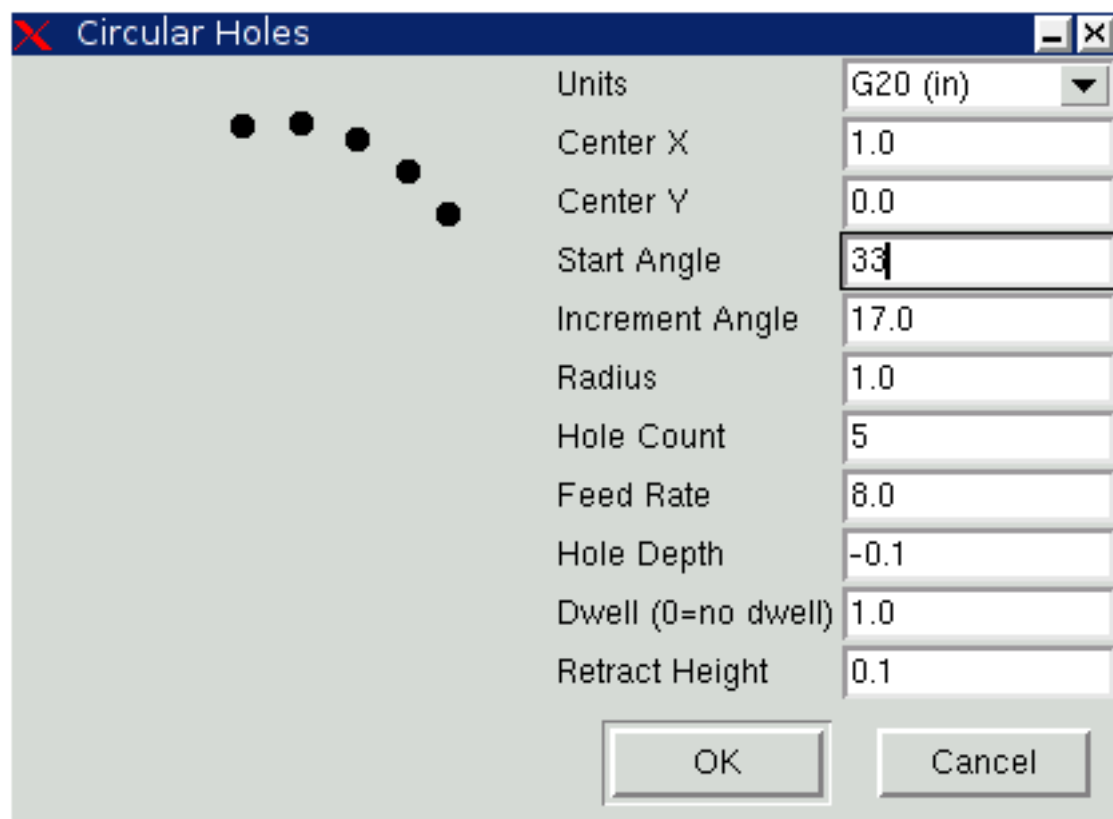 Circular Holes
Units G20 (in)
Center X 1.0
Center Y 0.0
Start Angle 33
Increment Angle 17.0
Radius 1.0
Hole Count 5
Feed Rate 8.0
Hole Depth -0.1
Dwell (0=no dwell) 1.0
Retract Height 0.1
OK Cancel